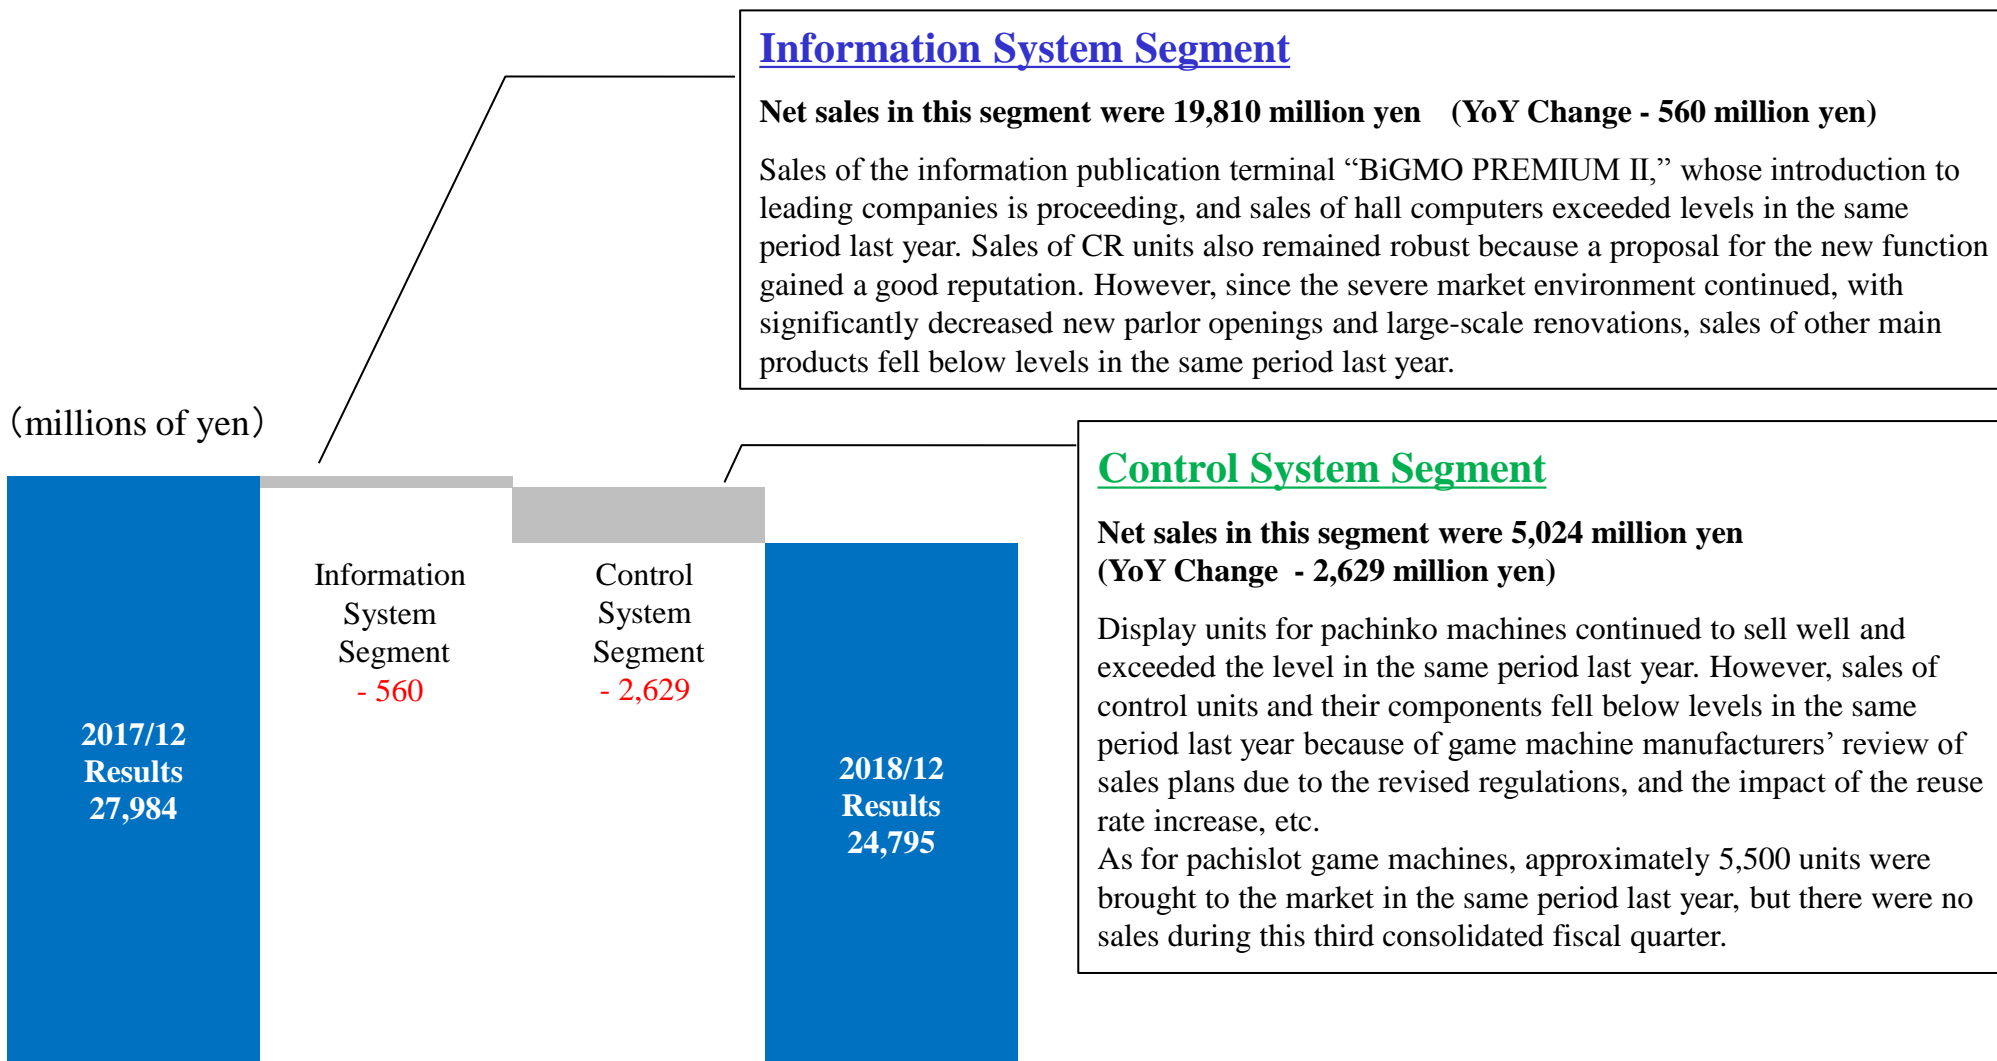 Information System Segment
Net sales in this segment were 19,810 million yen (YoY Change - 560 million yen)
Sales of the information publication terminal “BiGMO PREMIUM II,” whose introduction to
leading companies is proceeding, and sales of hall computers exceeded levels in the same
period last year. Sales of CR units also remained robust because a proposal for the new function
gained a good reputation. However, since the severe market environment continued, with
significantly decreased new parlor openings and large-scale renovations, sales of other main
products fell below levels in the same period last year.
（millions of yen）
Control System Segment
Net sales in this segment were 5,024 million yen
(YoY Change - 2,629 million yen)
Display units for pachinko machines continued to sell well and
exceeded the level in the same period last year. However, sales of
control units and their components fell below levels in the same
period last year because of game machine manufacturers’ review of
sales plans due to the revised regulations, and the impact of the reuse
rate increase, etc.
As for pachislot game machines, approximately 5,500 units were
brought to the market in the same period last year, but there were no
sales during this third consolidated fiscal quarter.
2017/12
Results
27,984
Information
System
Segment
- 560
Control
System
Segment
- 2,629
2018/12
Results
24,795